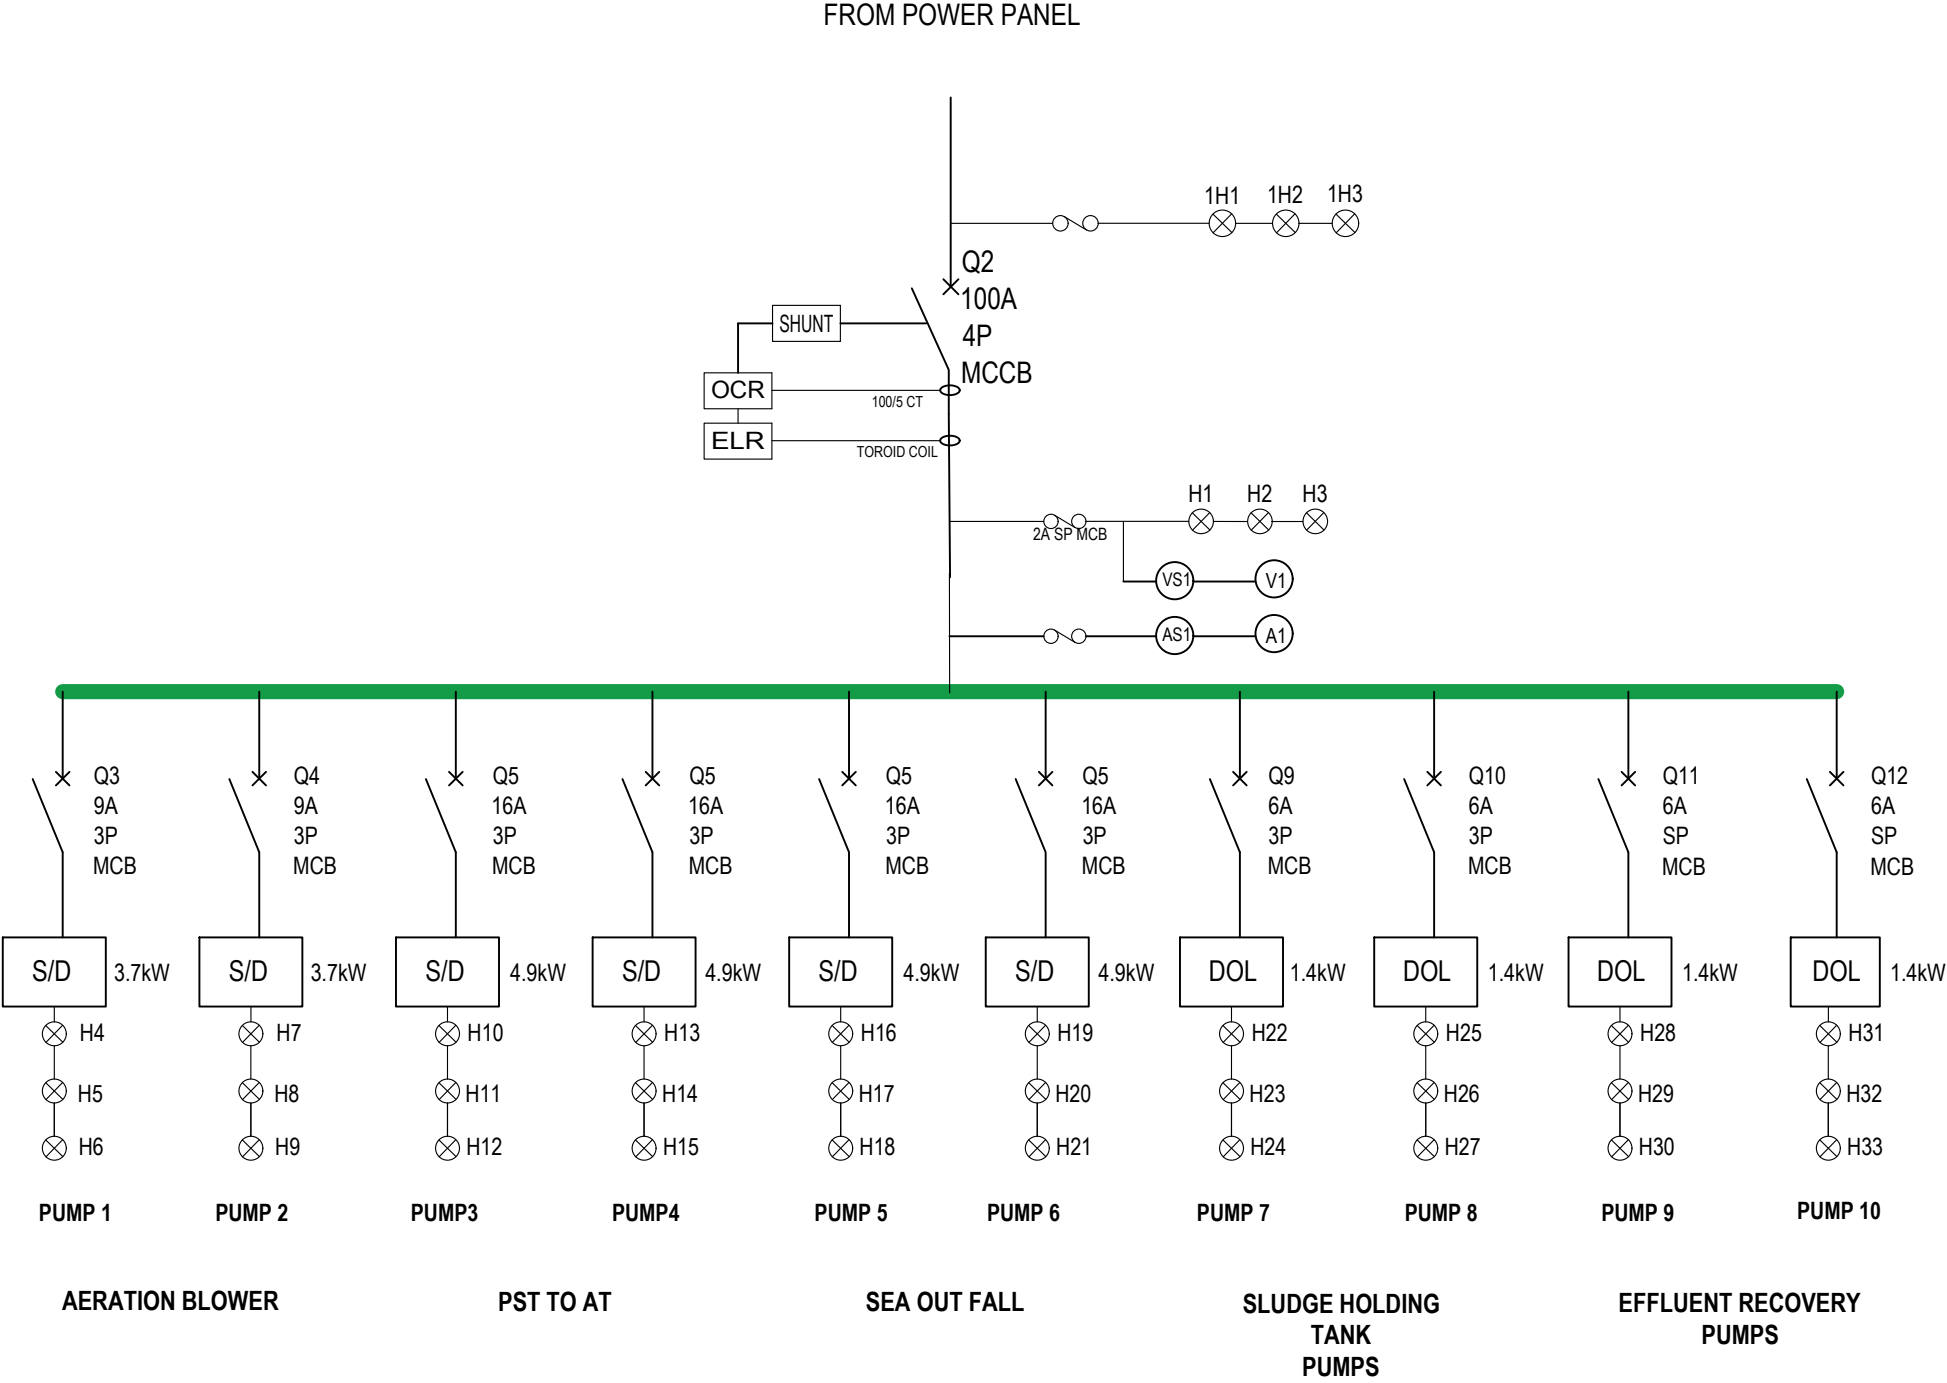 FROM POWER PANEL
1H1 1H2 1H3
Q2
100A
4P
MCCB
SHUNT
OCR
100/5 CT
ELR
TOROID COIL
H1 H2 H3
2A SP MCB
VS1 V1
AS1 A1
Q3 Q4 Q5 Q5 Q5 Q5 Q9 Q10 Q11 Q12
9A 9A 16A 16A 16A 16A 6A 6A 6A 6A
3P 3P 3P 3P 3P 3P 3P 3P SP SP
MCB MCB MCB MCB MCB MCB MCB MCB MCB MCB
S/D 3.7kW S/D 3.7kW S/D 4.9kW S/D 4.9kW S/D 4.9kW S/D 4.9kW DOL 1.4kW DOL 1.4kW DOL 1.4kW DOL 1.4kW
H4 H7 H10 H13 H16 H19 H22 H25 H28 H31
H5 H8 H11 H14 H17 H20 H23 H26 H29 H32
H6 H9 H12 H15 H18 H21 H24 H27 H30 H33
PUMP 1 PUMP 2 PUMP3 PUMP4 PUMP 5 PUMP 6 PUMP 7 PUMP 8 PUMP 9 PUMP 10
AERATION BLOWER
PST TO AT
SEA OUT FALL
SLUDGE HOLDING
TANK
PUMPS
EFFLUENT RECOVERY
PUMPS